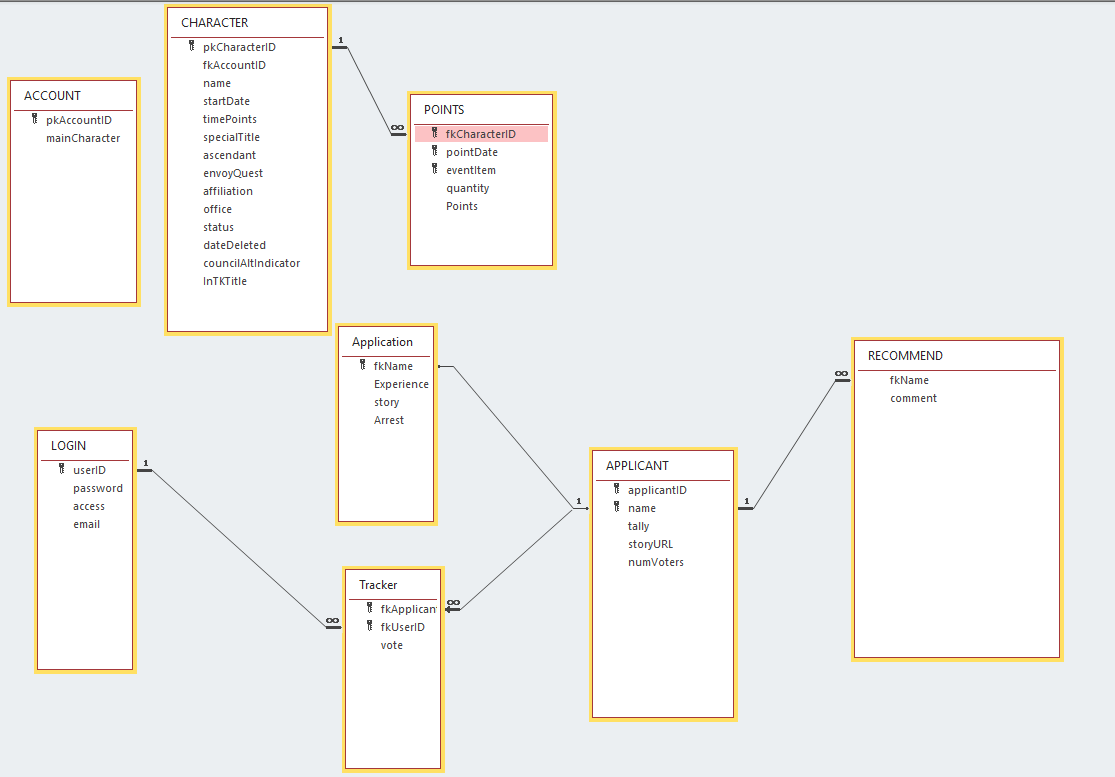 CHARACTER
pkCharacterID
fkAccountID
name
startDate
timePoints
specialTitle
ascendant
envoyQuest
affiliation
office
status
dateDeleted
councilAltIndicator
InTKTitle
ACCOUNT
pkAccountID
mainCharacter
1
∞
POINTS
fkCharacterID
pointDate
eventItem
quantity
Points
Application
fkName
Experience
story
Arrest
RECOMMEND
fkName
comment
∞
1
LOGIN
userID
password
access
email
1
∞
APPLICANT
applicantID
name
tally
storyURL
numVoters
1
∞
Tracker
fkApplican
fkUserID
vote